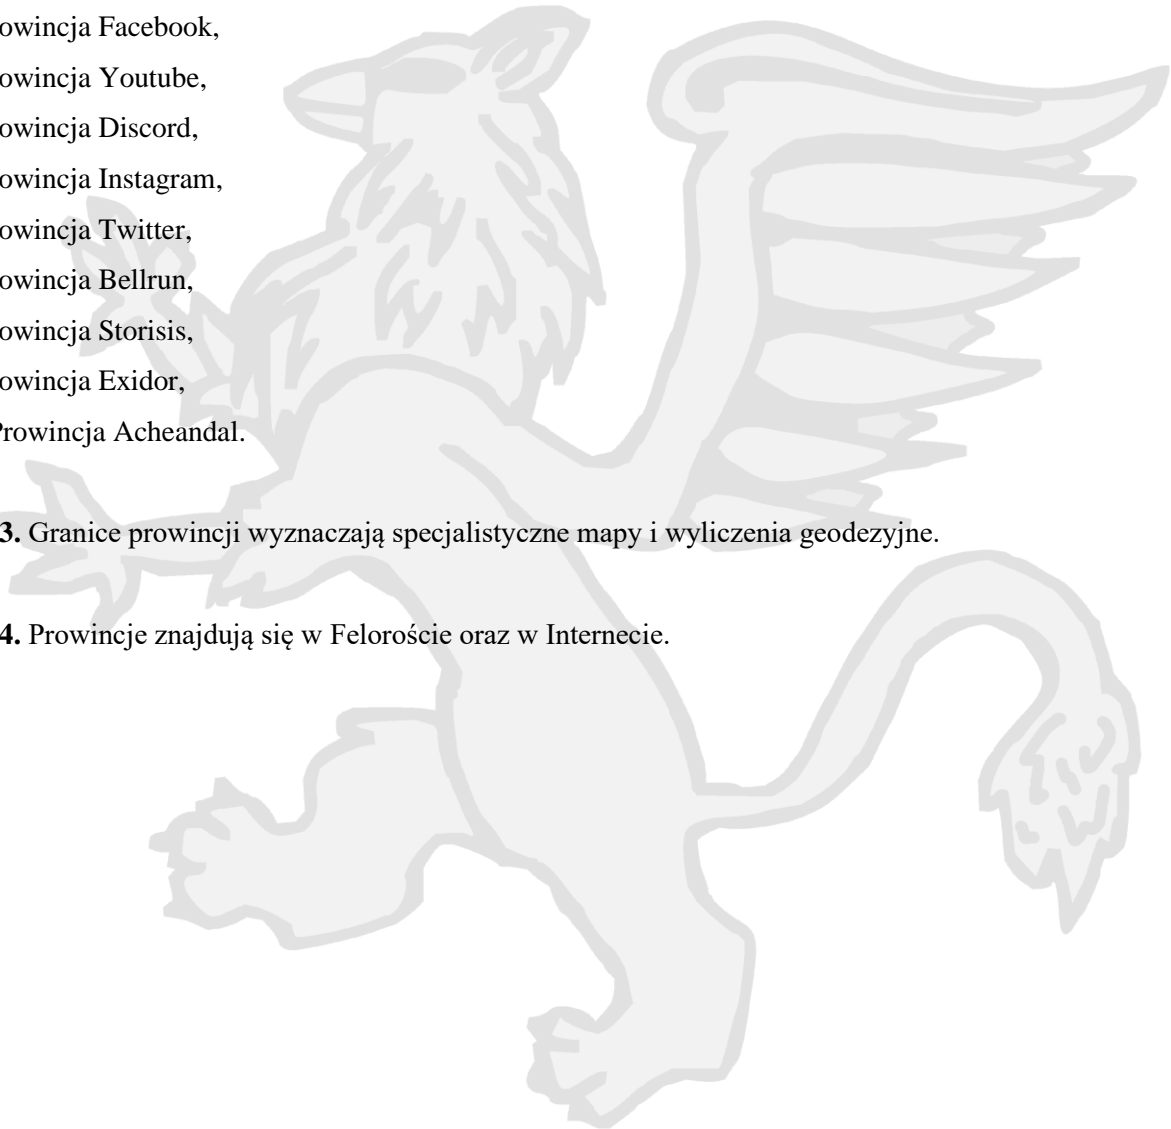 owincja Facebook,
owincja Youtube,
owincja Discord,
owincja Instagram,
owincja Twitter,
owincja Bellrun,
owincja Storisis,
owincja Exidor,
Prowincja Acheandal.
3. Granice prowincji wyznaczają specjalistyczne mapy i wyliczenia geodezyjne.
4. Prowincje znajdują się w Feloroście oraz w Internecie.